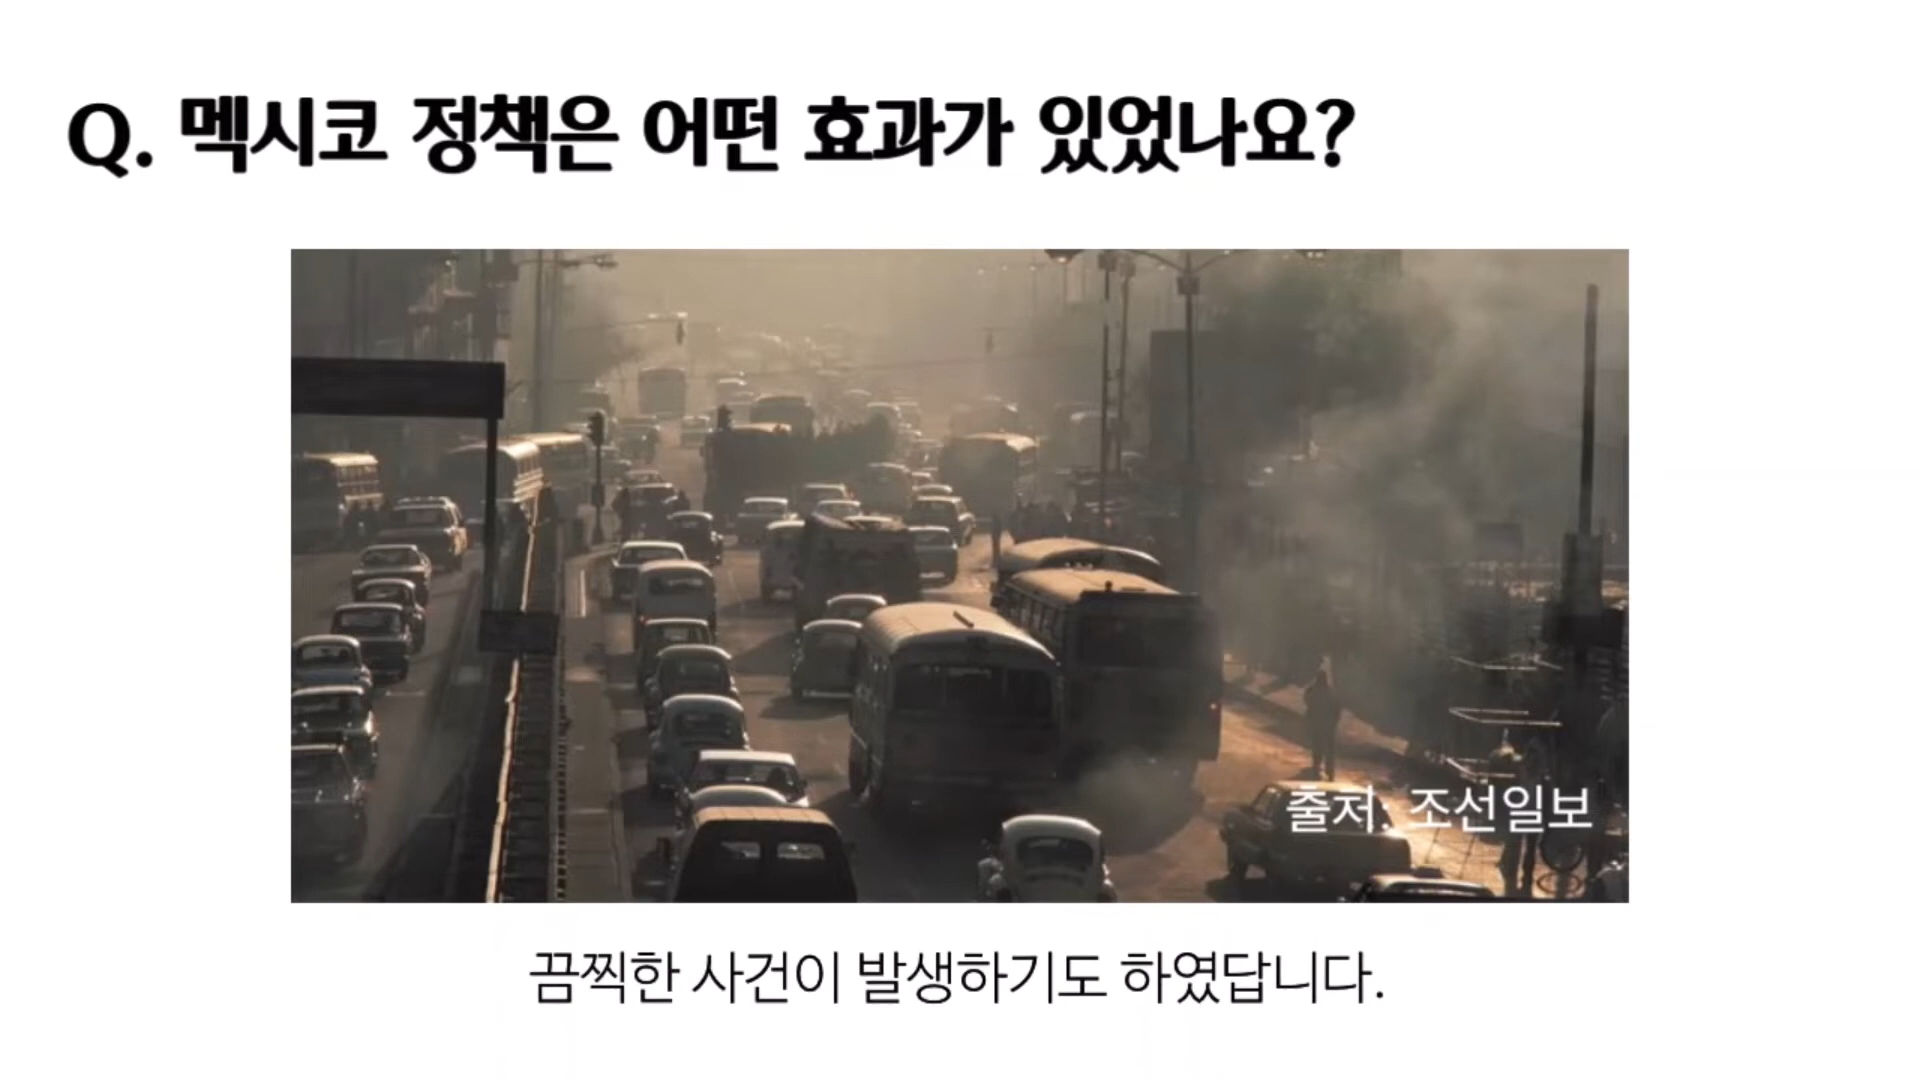 Q. 멕시코 정책은 어떤 효과가 있었나요?
출처: 조선일보
끔찍한 사건이 발생하기도 하였답니다.